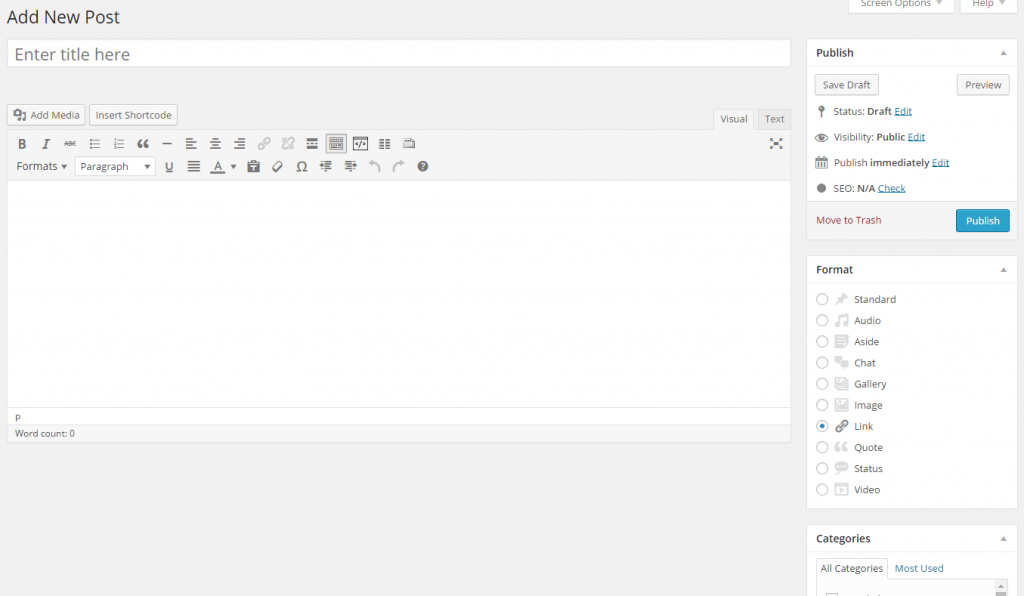 Add New Post
Screen Options Help
Enter title here
Add Media Insert Shortcode
Visual Text
B I ABC
Formats Paragraph U A Ω
p
Word count: 0
Publish
Save Draft Preview
Status: Draft Edit
Visibility: Public Edit
Publish immediately Edit
SEO: N/A Check
Move to Trash Publish
Format
Standard
Audio
Aside
Chat
Gallery
Image
Link
Quote
Status
Video
Categories
All Categories Most Used